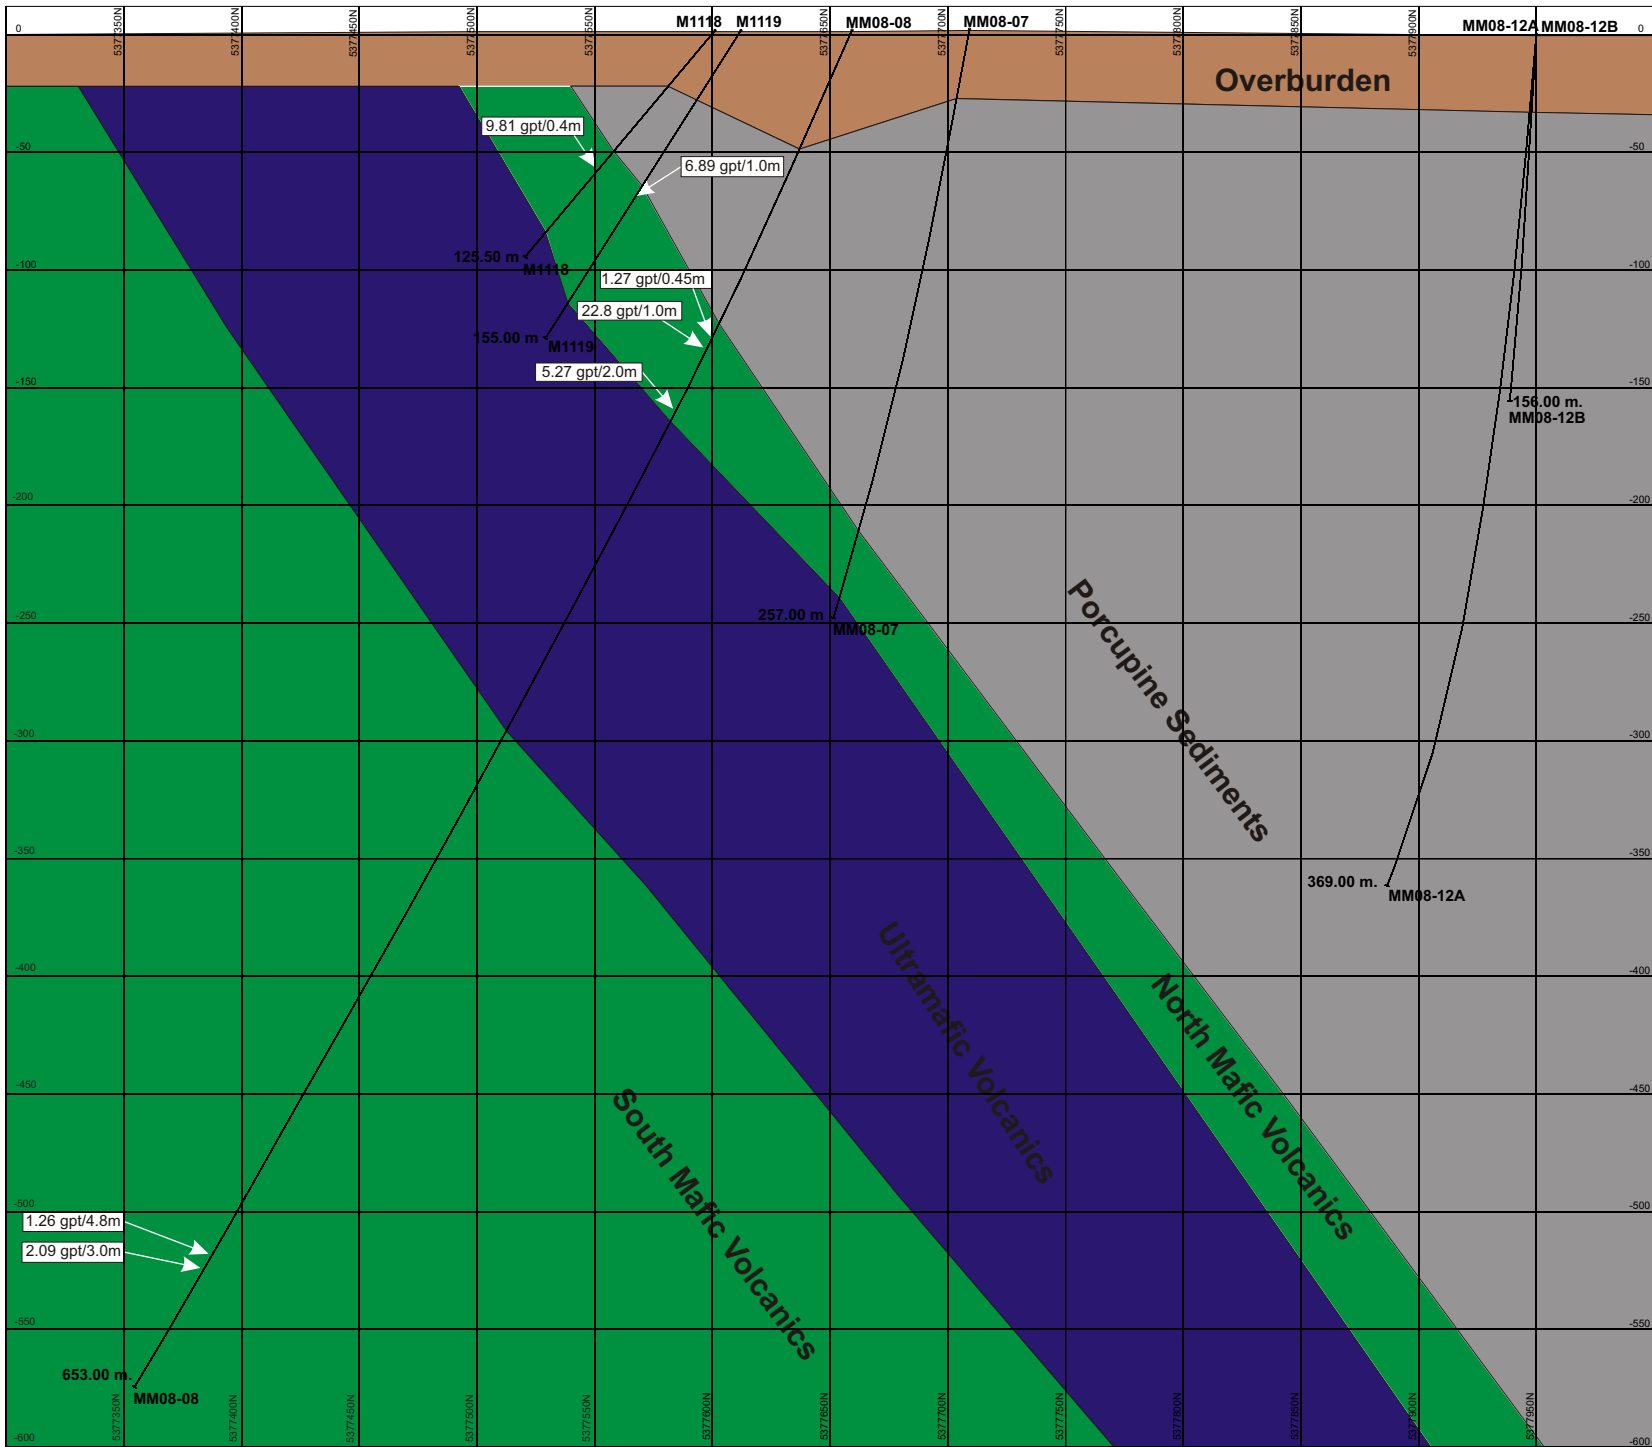 M1118 M1119 MM08-08 MM08-07 MM08-12A MM08-12B
0 5377350N 5377400N 5377450N 5377500N 5377550N 5377600N 5377650N 5377700N 5377750N 5377800N 5377850N 5377900N 5377950N 0
Overburden
9.81 gpt/0.4m
-50 -50
6.89 gpt/1.0m
125.50 m
M1118
-100 -100
1.27 gpt/0.45m
22.8 gpt/1.0m
155.00 m
M1119
5.27 gpt/2.0m
-150 -150
156.00 m.
MM08-12B
-200 -200
257.00 m
MM08-07
-250 -250
Porcupine Sediments
-300 -300
-350 -350
369.00 m.
MM08-12A
-400 -400
Ultramafic Volcanics
North Mafic Volcanics
-450 -450
South Mafic Volcanics
-500 -500
1.26 gpt/4.8m
2.09 gpt/3.0m
-550 -550
653.00 m.
MM08-08
5377350N 5377400N 5377450N 5377500N 5377550N 5377600N 5377650N 5377700N 5377750N 5377800N 5377850N 5377900N 5377950N
-600 -600